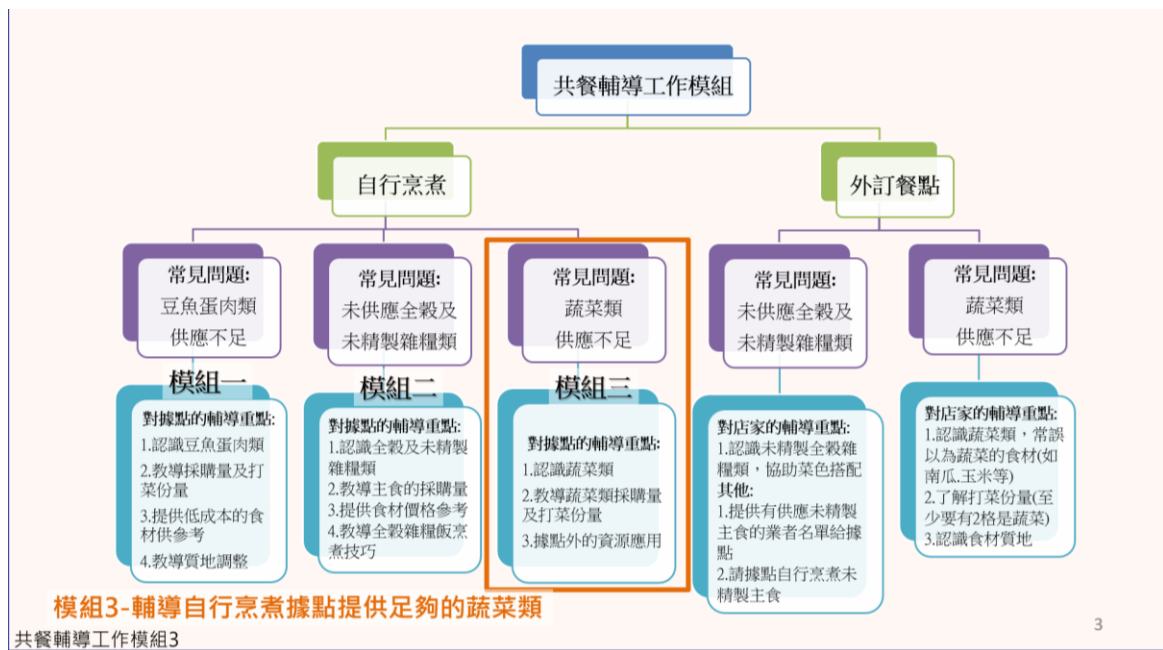 共餐輔導工作模組
自行烹煮
外訂餐點
常見問題:
豆魚蛋肉類
供應不足
模組一
對據點的輔導重點:
1.認識豆魚蛋肉類
2.教導採購量及打
菜份量
3.提供低成本的食
材供參考
4.教導質地調整
常見問題:
未供應全穀及
未精製雜糧類
模組二
對據點的輔導重點:
1.認識全穀及未精製
雜糧類
2.教導主食的採購量
3.提供食材價格參考
4.教導全穀雜糧飯烹
煮技巧
常見問題:
蔬菜類
供應不足
模組三
對據點的輔導重點:
1.認識蔬菜類
2.教導蔬菜類採購量
及打菜份量
3.據點外的資源應用
常見問題:
未供應全穀及
未精製雜糧類
對店家的輔導重點:
1.認識未精製全穀雜
糧類，協助菜色搭配
其他:
1.提供有供應未精製
主食的業者名單給據
點
2.請據點自行烹煮未
精製主食
常見問題:
蔬菜類
供應不足
對店家的輔導重點:
1.認識蔬菜類，常誤
以為蔬菜的食材(如
南瓜.玉米等)
2.了解打菜份量(至
少要有2格是蔬菜)
3.認識食材質地
模組3-輔導自行烹煮據點提供足夠的蔬菜類
共餐輔導工作模組3
3